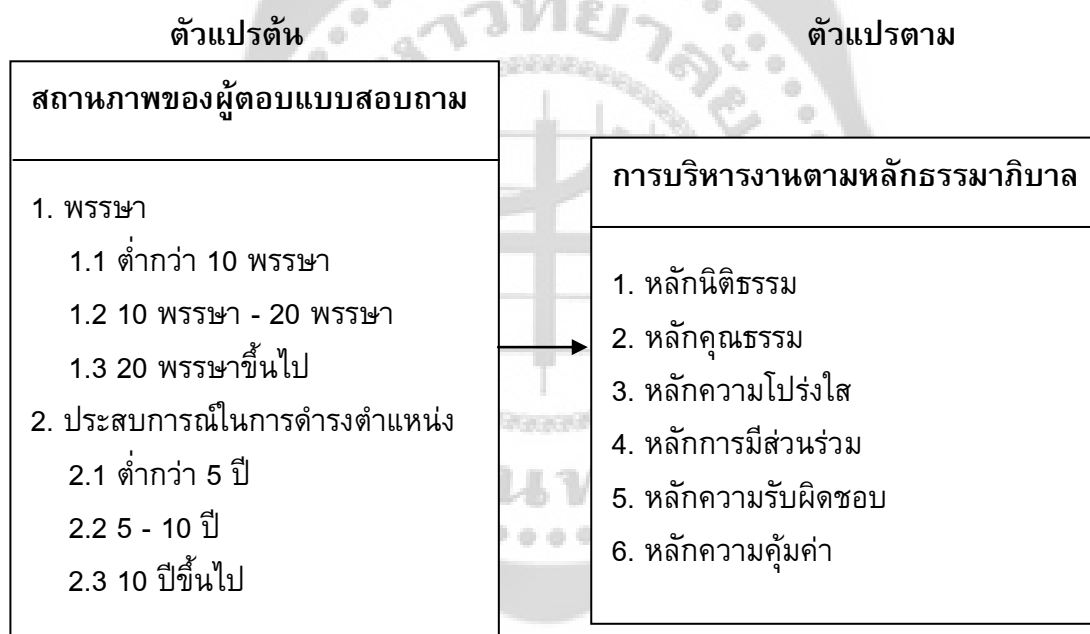 ตัวแปรต้น
ตัวแปรตาม
สถานภาพของผู้ตอบแบบสอบถาม
1. พรรษา
1.1 ต่ำกว่า 10 พรรษา
1.2 10 พรรษา - 20 พรรษา
1.3 20 พรรษาขึ้นไป
2. ประสบการณ์ในการดำรงตำแหน่ง
2.1 ต่ำกว่า 5 ปี
2.2 5 - 10 ปี
2.3 10 ปีขึ้นไป
การบริหารงานตามหลักธรรมาภิบาล
1. หลักนิติธรรม
2. หลักคุณธรรม
3. หลักความโปร่งใส
4. หลักการมีส่วนร่วม
5. หลักความรับผิดชอบ
6. หลักความคุ้มค่า